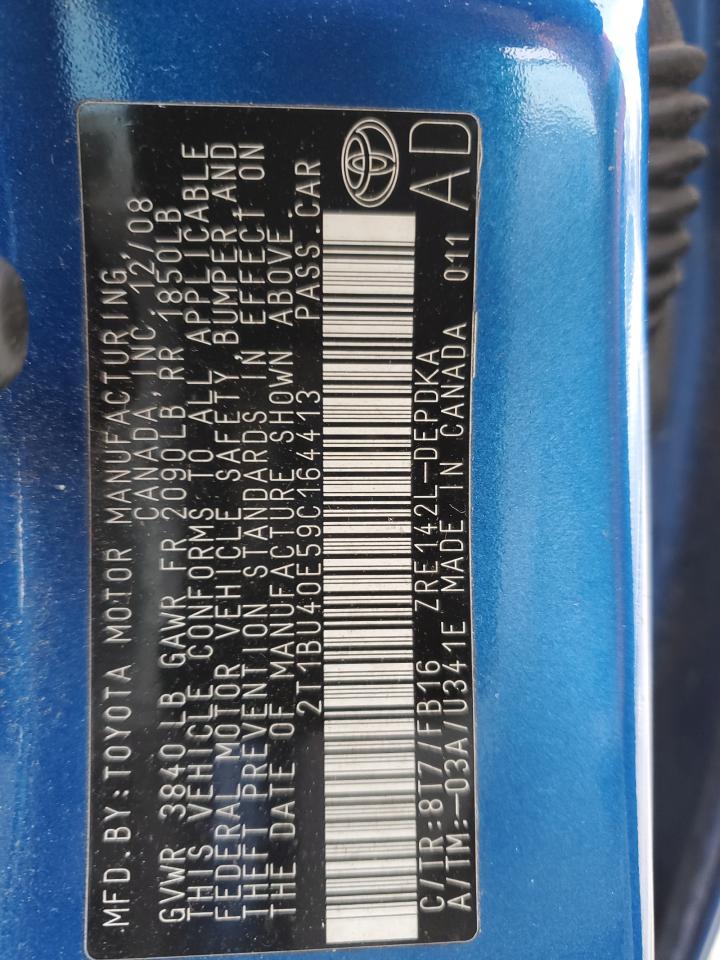 MFD.BY:TOYOTA MOTOR MANUFACTURING,
CANADA, INC. 12/08
GVWR 3840LB GAWR FR 2090LB RR 1850LB
THIS VEHICLE CONFORMS TO ALL APPLICABLE
FEDERAL MOTOR VEHICLE SAFETY,BUMPER,AND
THEFT PREVENTION STANDARDS IN EFFECT ON
THE DATE OF MANUFACTURE SHOWN ABOVE.
2T1BU40E59C164413 PASS.CAR
C/TR:8T7/FB16 ZRE142L-DEPDKA
A/TM:-03A/U341E MADE IN CANADA 011
AD